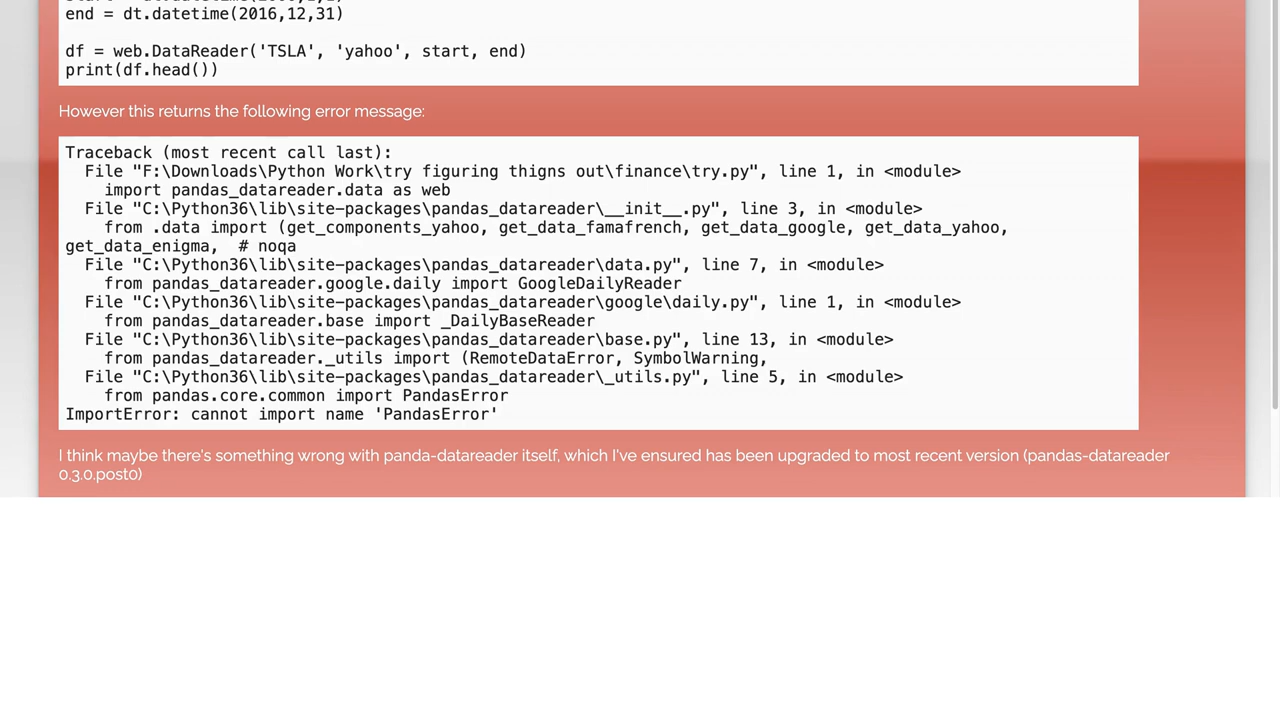 end = dt.datetime(2016,12,31)
df = web.DataReader('TSLA', 'yahoo', start, end)
print(df.head())
However this returns the following error message:
Traceback (most recent call last):
File "F:\Downloads\Python Work\try figuring thigns out\finance\try.py", line 1, in <module>
import pandas_datareader.data as web
File "C:\Python36\lib\site-packages\pandas_datareader\__init__.py", line 3, in <module>
from .data import (get_components_yahoo, get_data_famafrench, get_data_google, get_data_yahoo,
get_data_enigma,  # noqa
File "C:\Python36\lib\site-packages\pandas_datareader\data.py", line 7, in <module>
from pandas_datareader.google.daily import GoogleDailyReader
File "C:\Python36\lib\site-packages\pandas_datareader\google\daily.py", line 1, in <module>
from pandas_datareader.base import _DailyBaseReader
File "C:\Python36\lib\site-packages\pandas_datareader\base.py", line 13, in <module>
from pandas_datareader._utils import (RemoteDataError, SymbolWarning,
File "C:\Python36\lib\site-packages\pandas_datareader\_utils.py", line 5, in <module>
from pandas.core.common import PandasError
ImportError: cannot import name 'PandasError'
I think maybe there's something wrong with panda-datareader itself, which I've ensured has been upgraded to most recent version (pandas-datareader
0.3.0.post0)